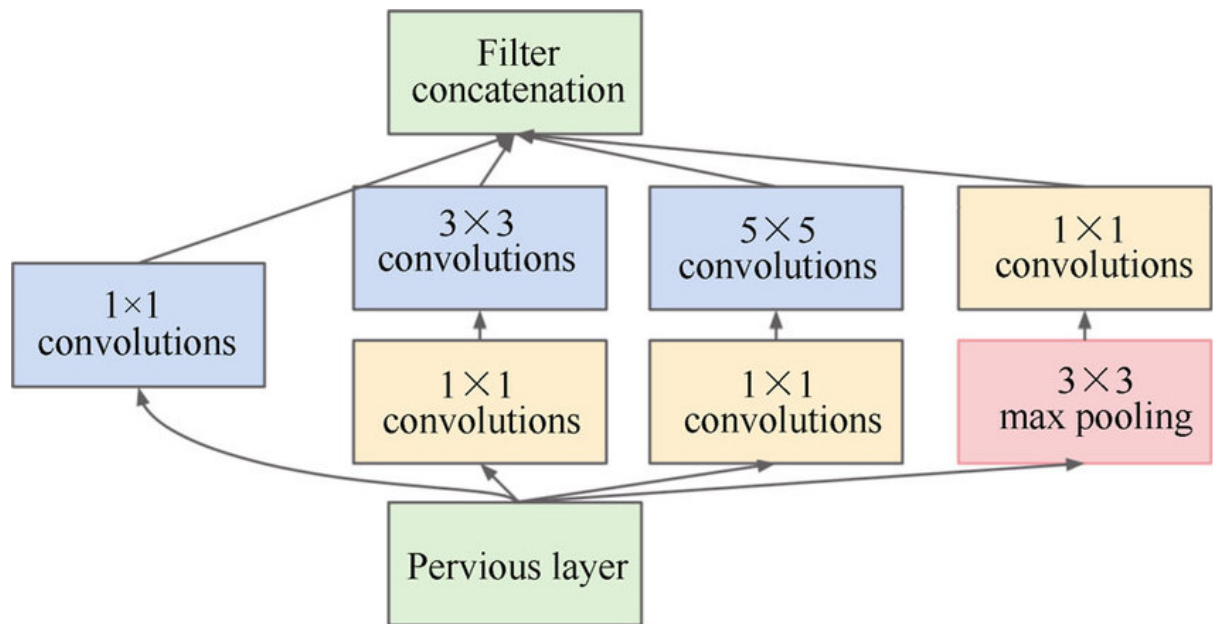 Filter
concatenation
3×3
convolutions
5×5
convolutions
1×1
convolutions
1×1
convolutions
1×1
convolutions
1×1
convolutions
3×3
max pooling
Pervious layer